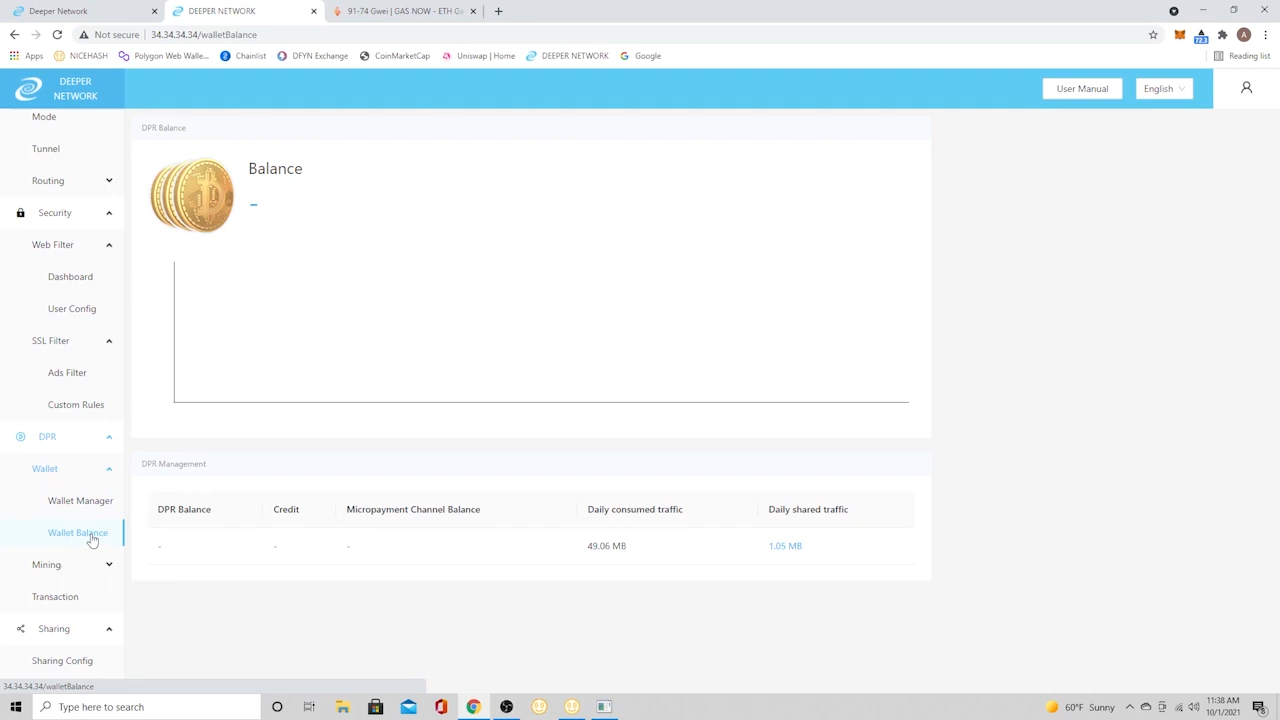 Deeper Network
DEEPER NETWORK
91-74 Gwei | GAS NOW - ETH Ga
Not secure
34.34.34.34/walletBalance
72.3
A
Apps
NICEHASH
Polygon Web Walle...
Chainlist
DFYN Exchange
CoinMarketCap
Uniswap | Home
DEEPER NETWORK
Google
Reading list
DEEPER
NETWORK
User Manual
English
Mode
Tunnel
Routing
Security
Web Filter
Dashboard
User Config
SSL Filter
Ads Filter
Custom Rules
DPR
Wallet
Wallet Manager
Wallet Balance
Mining
Transaction
Sharing
Sharing Config
DPR Balance
Balance
-
DPR Management
DPR Balance
Credit
Micropayment Channel Balance
Daily consumed traffic
Daily shared traffic
-
-
-
49.06 MB
1.05 MB
34.34.34.34/walletBalance
Type here to search
60°F Sunny
11:38 AM
10/1/2021